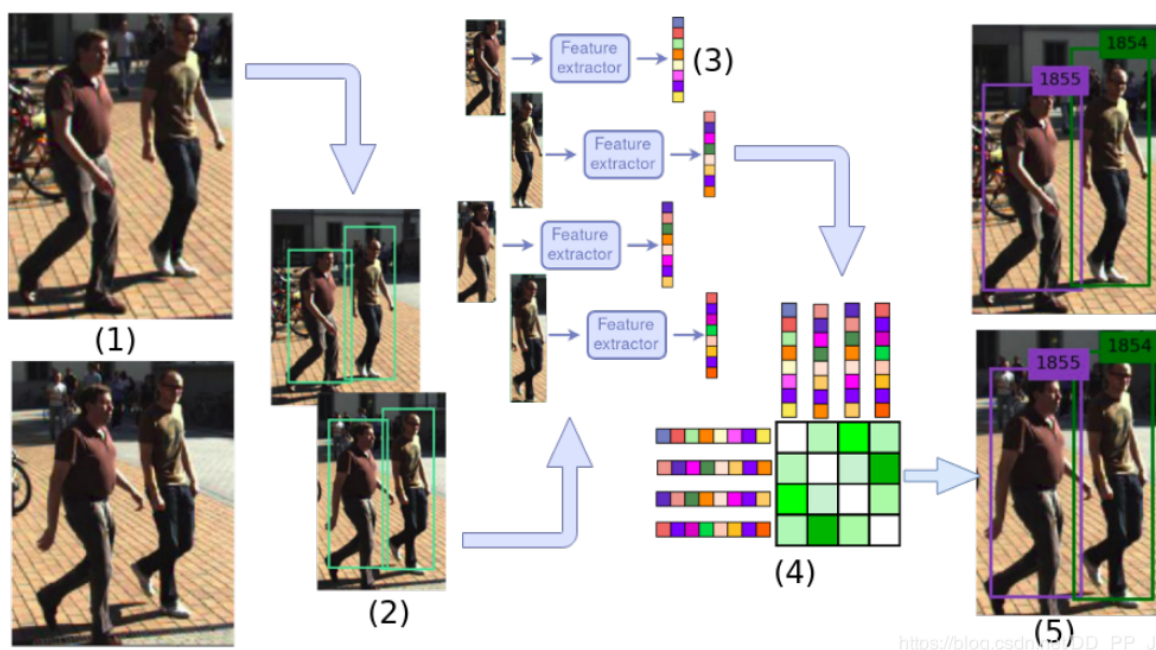 Feature
extractor
(3)
Feature
extractor
Feature
extractor
Feature
extractor
(1)
(2)
(4)
1854
1855
1854
1855
(5)
https://blog.csdn.net/DD_PP_J